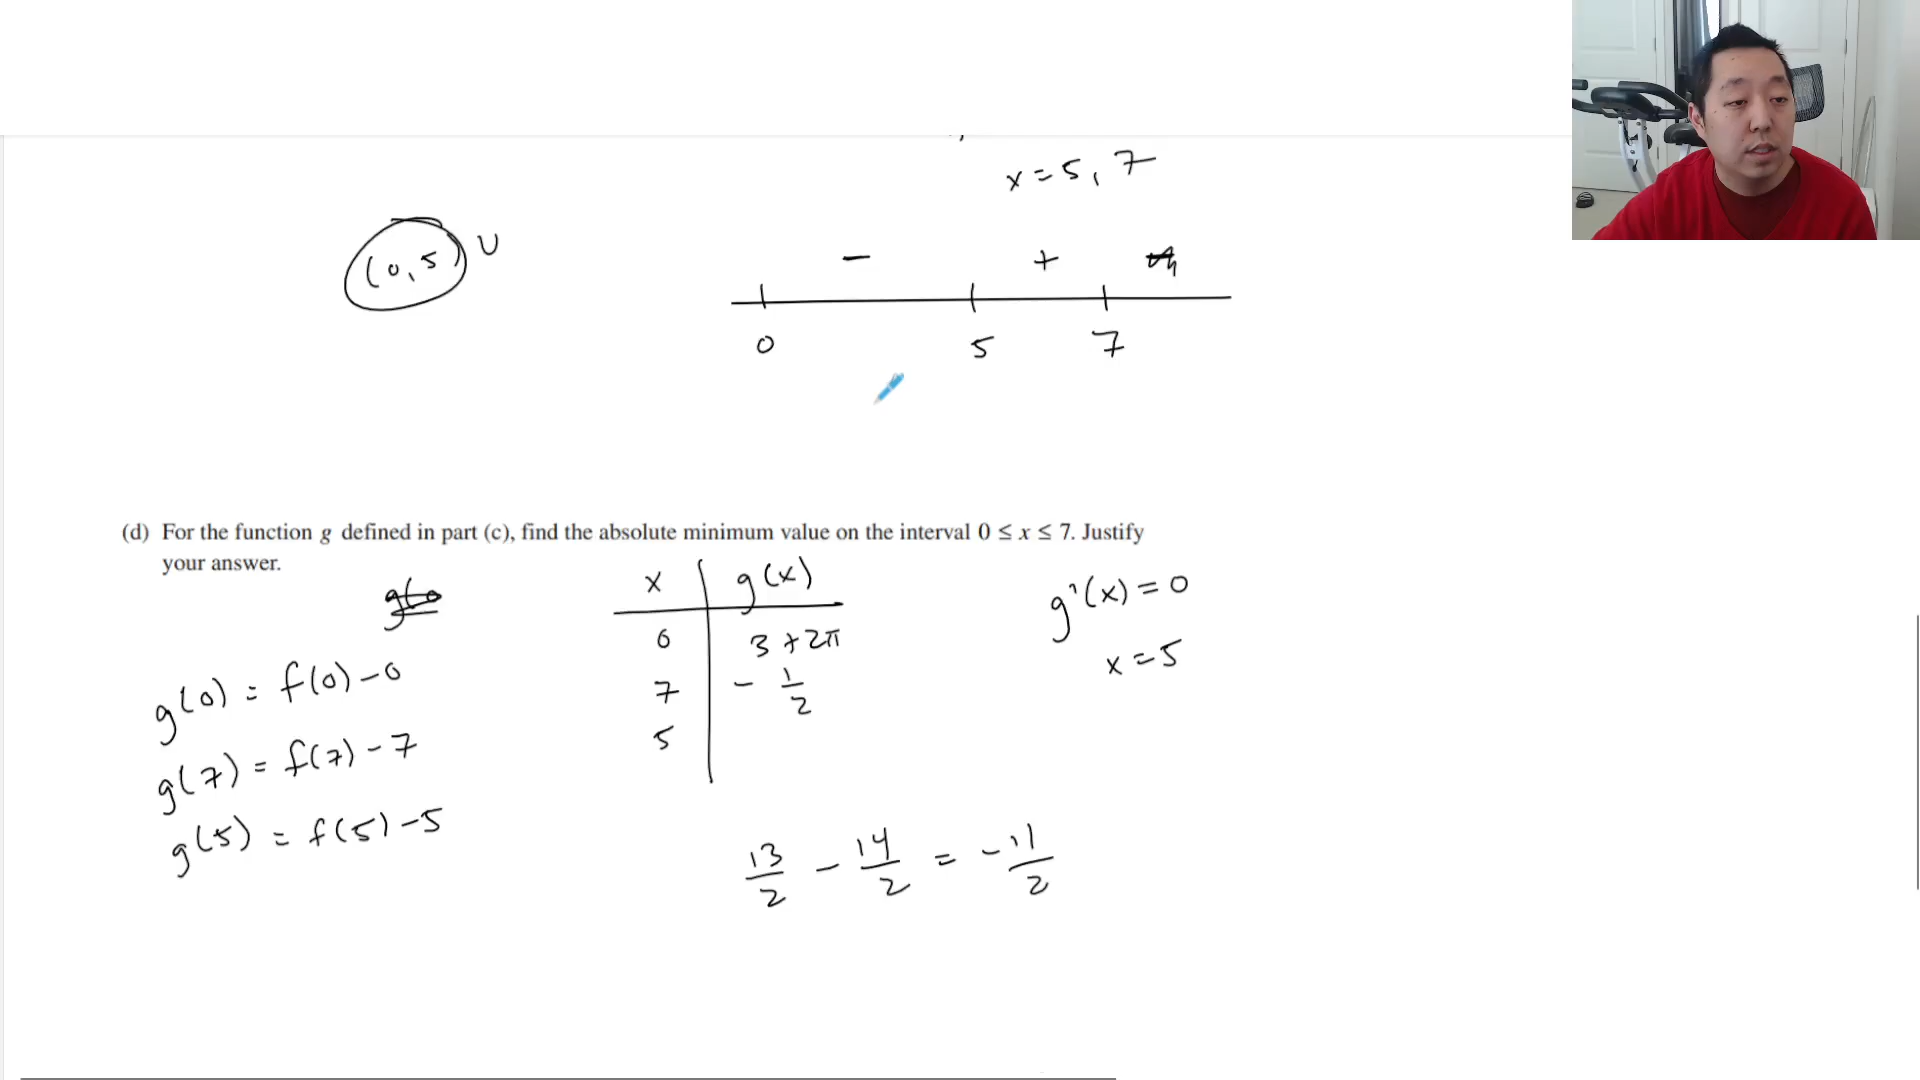 x = 5, 7
(0, 5) U
- +
0 5 7
(d) For the function g defined in part (c), find the absolute minimum value on the interval 0 ≤ x ≤ 7. Justify
your answer.
x g(x)
0 3 + 2π
7 - 1/2
5
g'(x) = 0
x = 5
g(0) = f(0) - 0
g(7) = f(7) - 7
g(5) = f(5) - 5
13/2 - 14/2 = -11/2